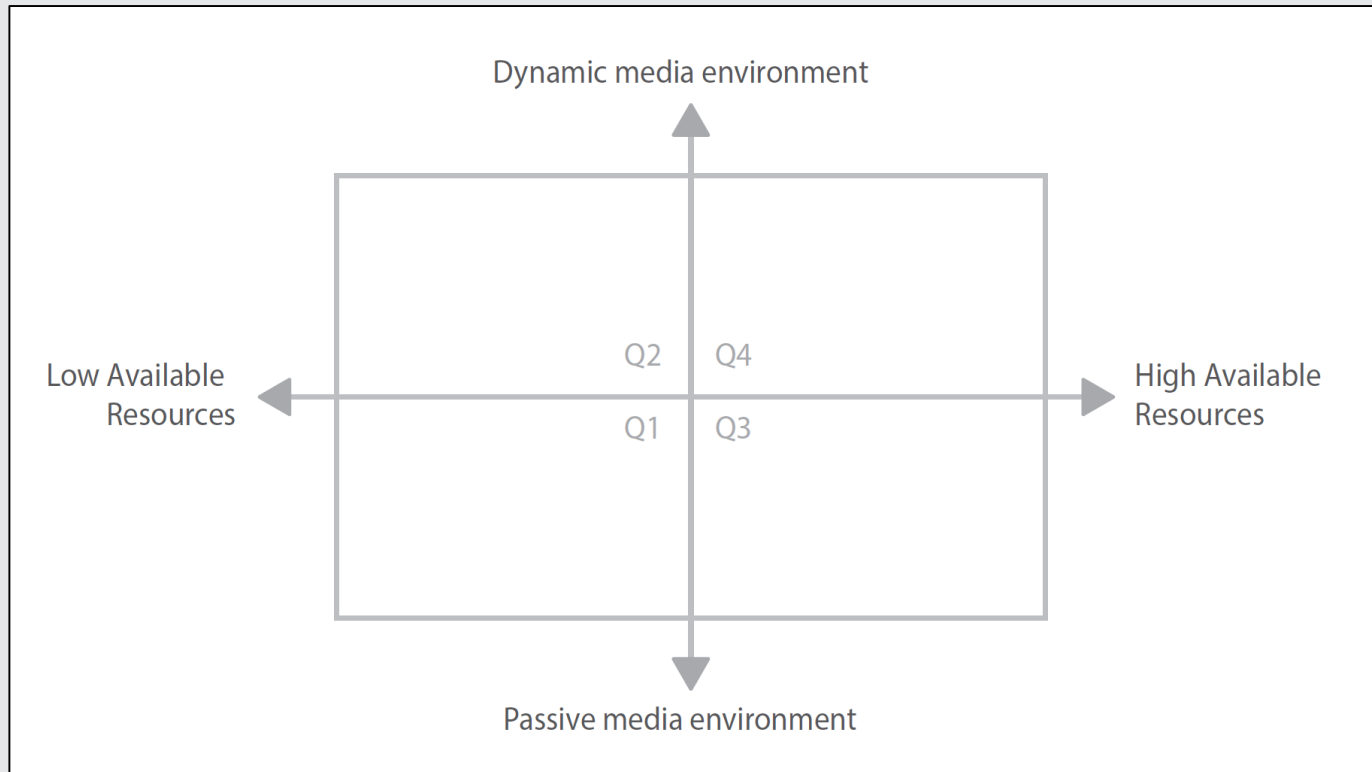 Dynamic media environment
Q2 Q4
Low Available
Resources
High Available
Resources
Q1 Q3
Passive media environment